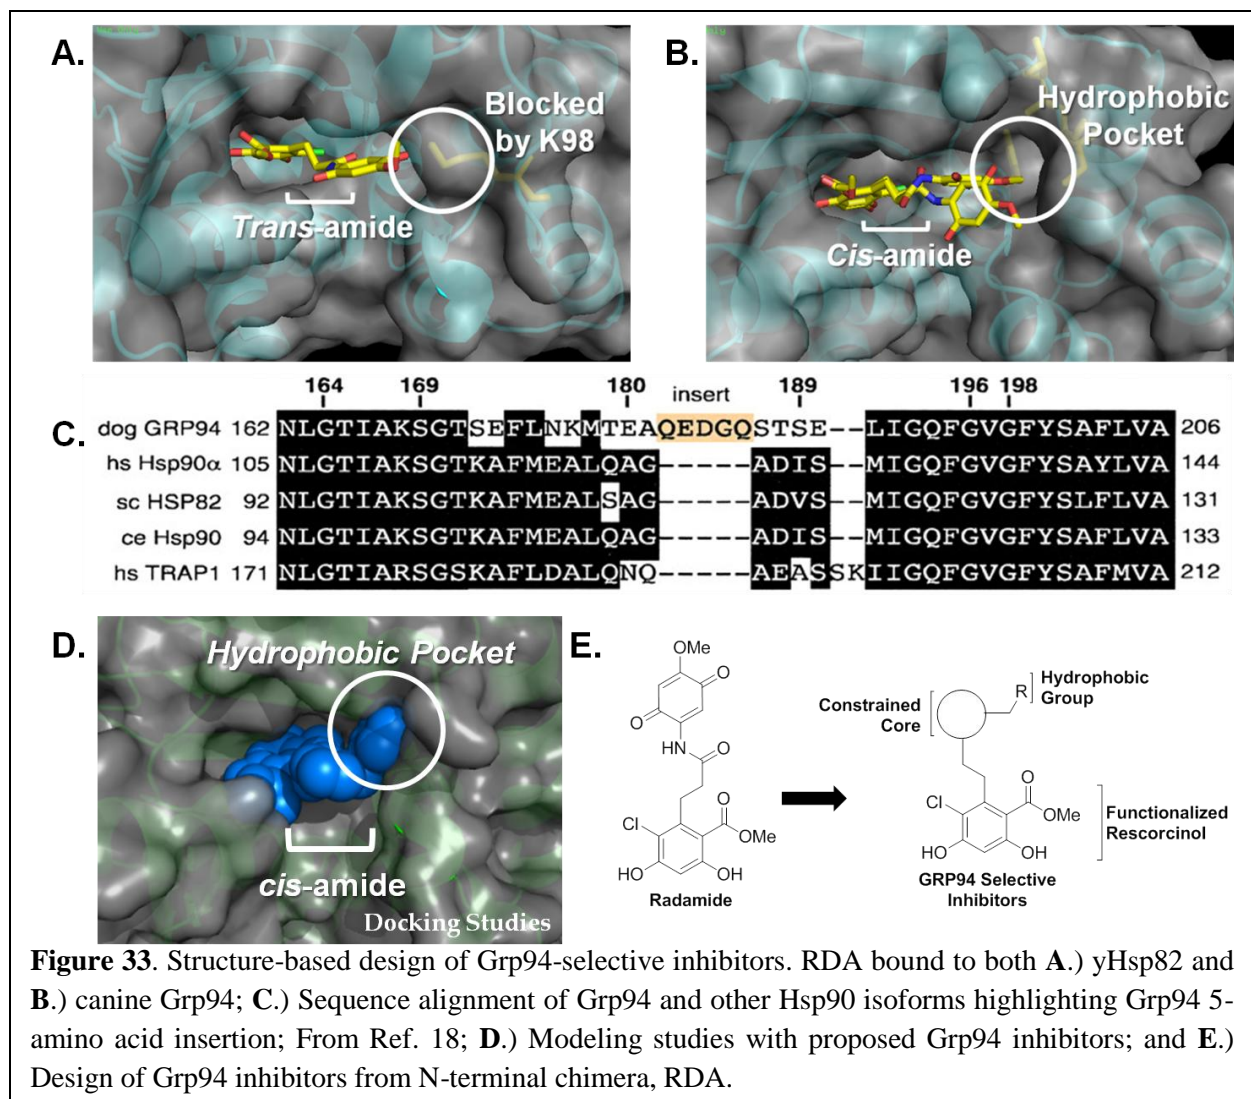 A.
Blocked
by K98
Trans-amide
B.
Hydrophobic
Pocket
Cis-amide
164 169 180 insert 189 196 198
C.
dog GRP94 162 NLGTIAKSGTSEFLNKMTEAQEDGQSTSE--LIGQFGVGFYSAFLVA 206
hs Hsp90α 105 NLGTIAKSGTKAFMEALQAG-----ADIS--MIGQFGVGFYSAYLVA 144
sc HSP82 92 NLGTIAKSGTKAFMEALSAG-----ADVS--MIGQFGVGFYSLFLVA 131
ce Hsp90 94 NLGTIAKSGTKAFMEALQAG-----ADIS--MIGQFGVGFYSAFLVA 133
hs TRAP1 171 NLGTIARSGSKAFLDALQNQ-----AEASSKIIGQFGVGFYSAFMVA 212
D.
Hydrophobic Pocket
cis-amide
Docking Studies
E.
OMe
O
O
HN
O
Cl
O
OMe
HO
OH
Radamide
Constrained
Core
R
Hydrophobic
Group
Cl
O
OMe
HO
OH
Functionalized
Rescorcinol
GRP94 Selective
Inhibitors
Figure 33. Structure-based design of Grp94-selective inhibitors. RDA bound to both A.) yHsp82 and
B.) canine Grp94; C.) Sequence alignment of Grp94 and other Hsp90 isoforms highlighting Grp94 5-
amino acid insertion; From Ref. 18; D.) Modeling studies with proposed Grp94 inhibitors; and E.)
Design of Grp94 inhibitors from N-terminal chimera, RDA.